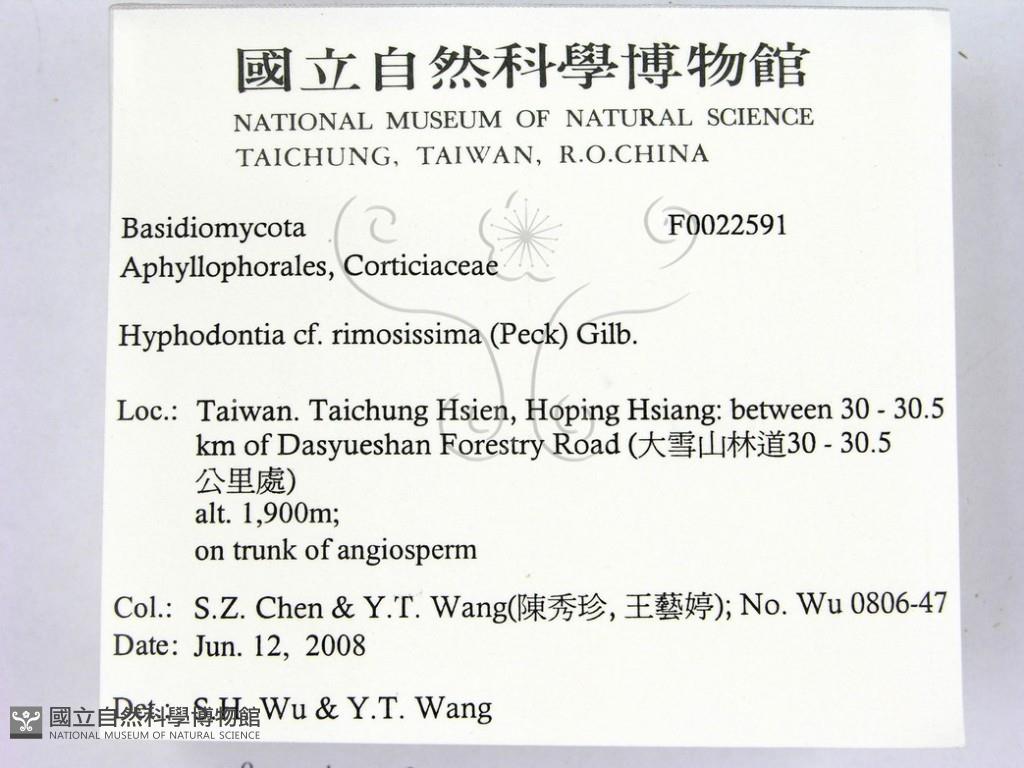 國立自然科學博物館
NATIONAL MUSEUM OF NATURAL SCIENCE
TAICHUNG, TAIWAN, R.O.CHINA
Basidiomycota F0022591
Aphyllophorales, Corticiaceae
Hyphodontia cf. rimosissima (Peck) Gilb.
Loc.: Taiwan. Taichung Hsien, Hoping Hsiang: between 30 - 30.5
km of Dasyueshan Forestry Road (大雪山林道30 - 30.5
公里處)
alt. 1,900m;
on trunk of angiosperm
Col.: S.Z. Chen & Y.T. Wang(陳秀珍, 王藝婷); No. Wu 0806-47
Date: Jun. 12, 2008
Det.: S.H. Wu & Y.T. Wang
國立自然科學博物館
NATIONAL MUSEUM OF NATURAL SCIENCE